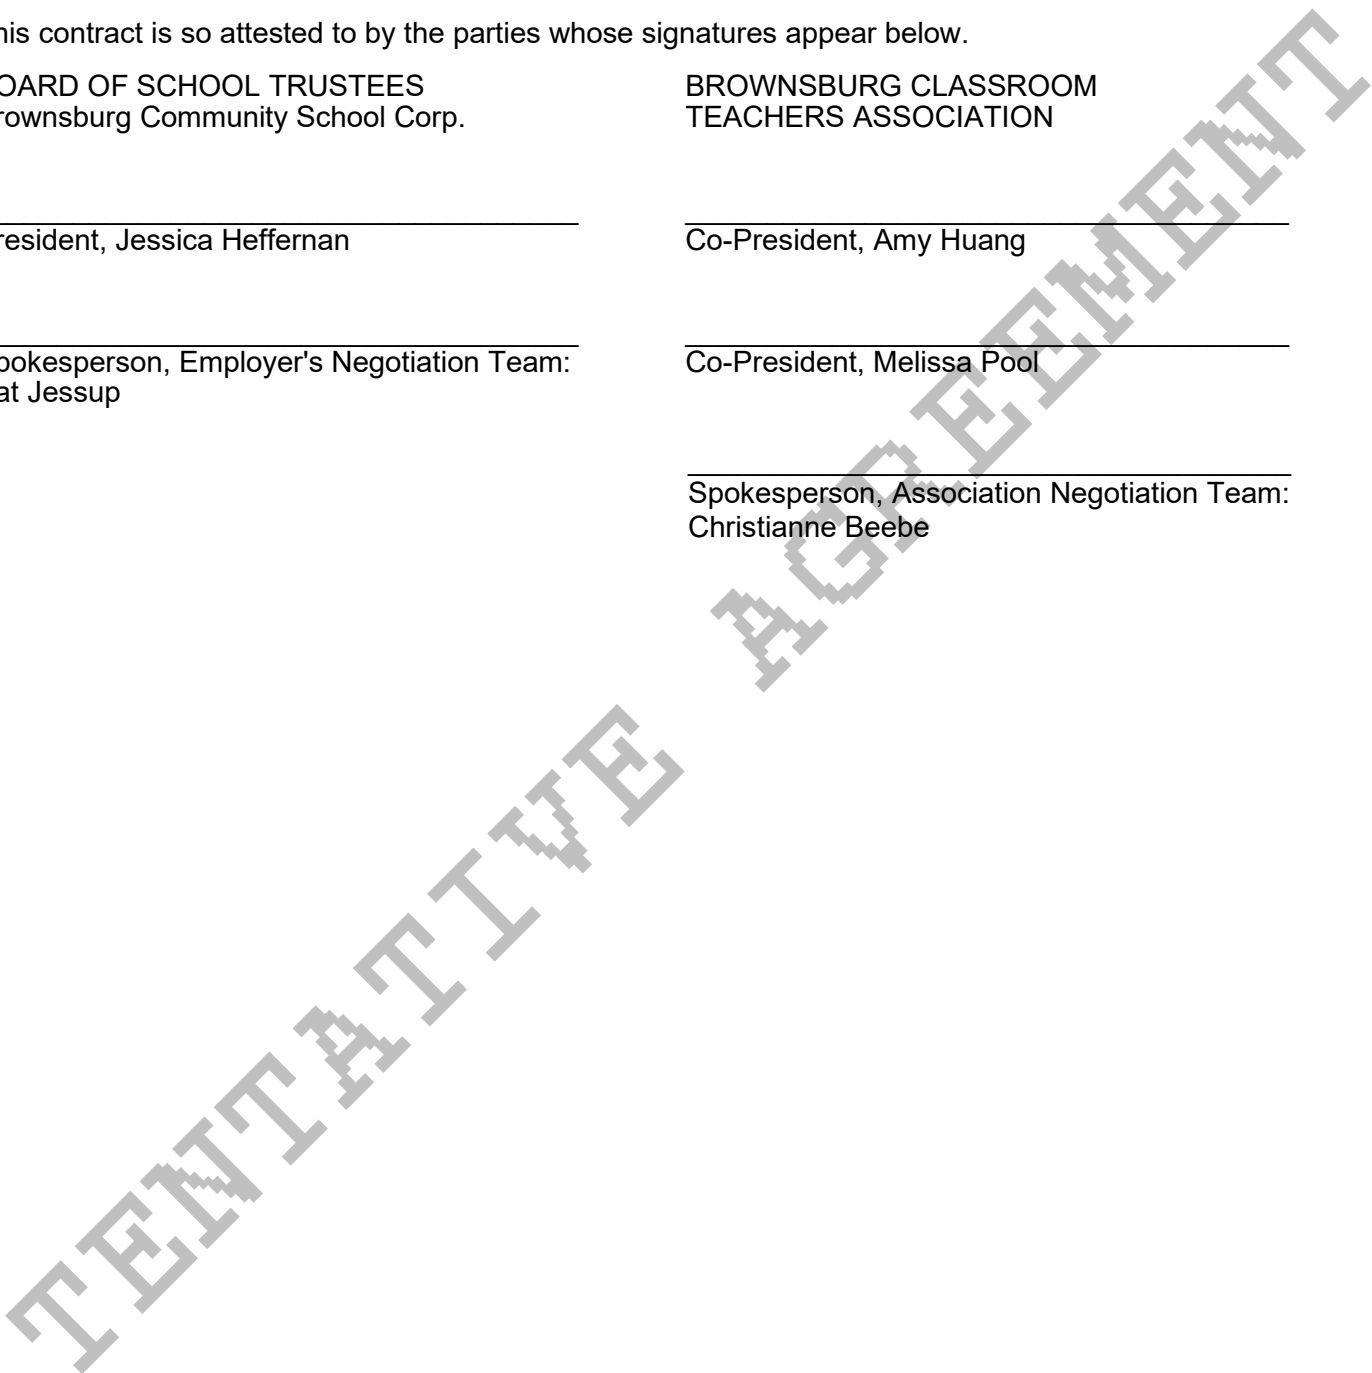 his contract is so attested to by the parties whose signatures appear below.
OARD OF SCHOOL TRUSTEES
rownsburg Community School Corp.
resident, Jessica Heffernan
pokesperson, Employer's Negotiation Team:
at Jessup
BROWNSBURG CLASSROOM
TEACHERS ASSOCIATION
Co-President, Amy Huang
Co-President, Melissa Pool
Spokesperson, Association Negotiation Team:
Christianne Beebe
TENTATIVE AGREEMENT